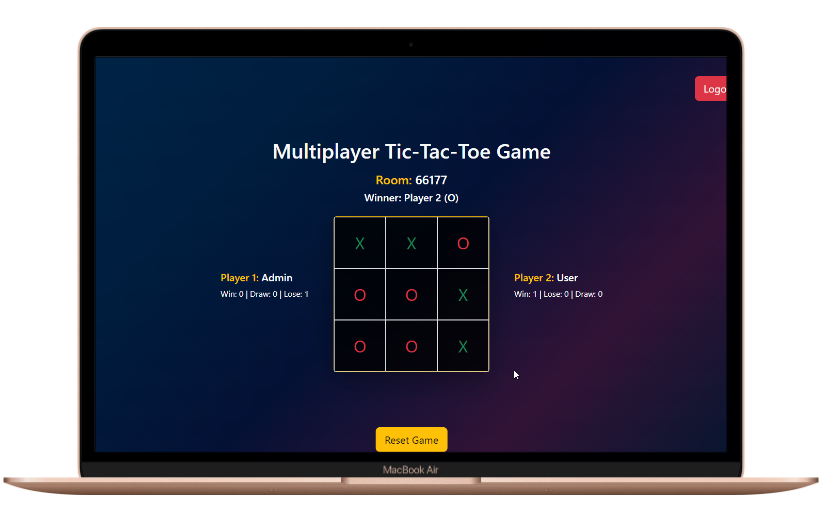 Logo
Multiplayer Tic-Tac-Toe Game
Room: 66177
Winner: Player 2 (O)
X X O
Player 1: Admin
Win: 0 | Draw: 0 | Lose: 1
O O X
Player 2: User
Win: 1 | Lose: 0 | Draw: 0
O O X
Reset Game
MacBook Air